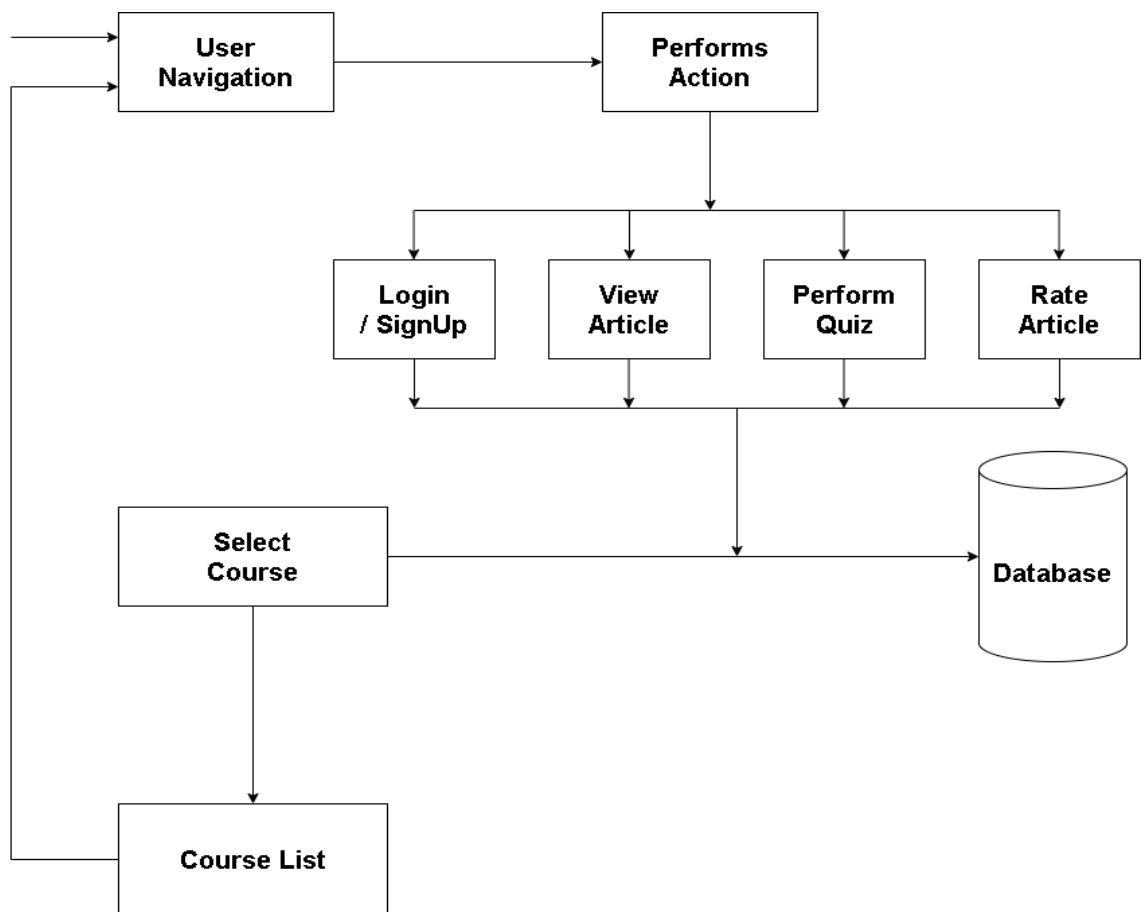 User
Navigation
Performs
Action
Login
/ SignUp
View
Article
Perform
Quiz
Rate
Article
Select
Course
Database
Course List